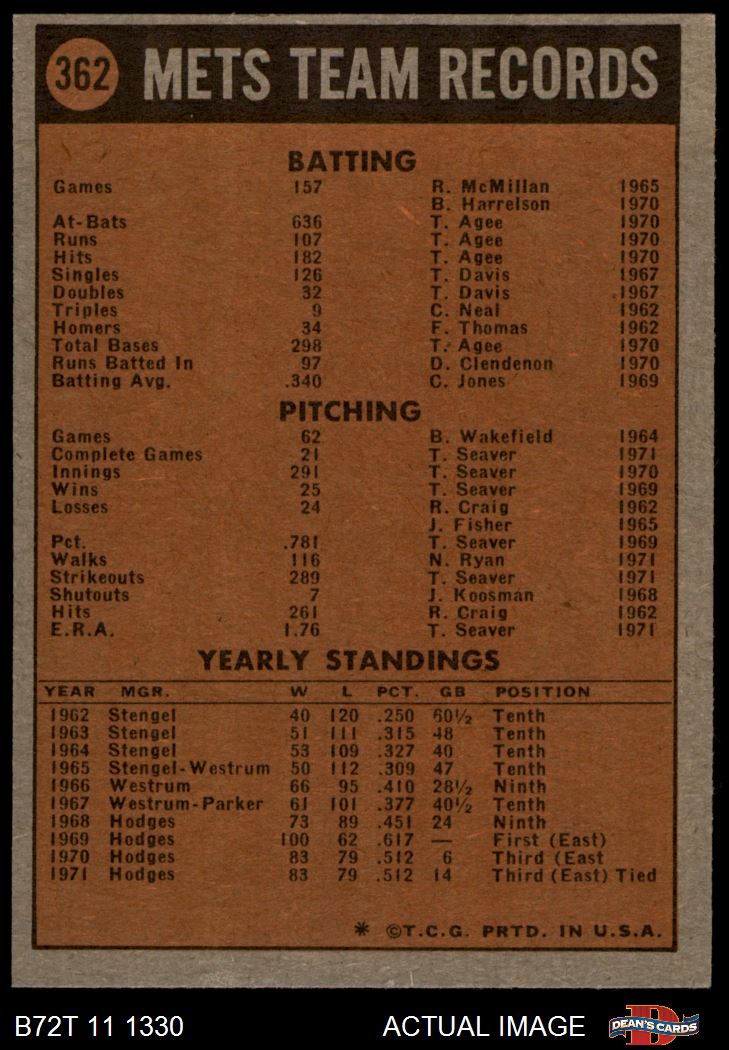 362 METS TEAM RECORDS
BATTING
Games 157 R. McMillan 1965
B. Harrelson 1970
At-Bats 636 T. Agee 1970
Runs 107 T. Agee 1970
Hits 182 T. Agee 1970
Singles 126 T. Davis 1967
Doubles 32 T. Davis 1967
Triples 9 C. Neal 1962
Homers 34 F. Thomas 1962
Total Bases 298 T. Agee 1970
Runs Batted In 97 D. Clendenon 1970
Batting Avg. .340 C. Jones 1969
PITCHING
Games 62 B. Wakefield 1964
Complete Games 21 T. Seaver 1971
Innings 291 T. Seaver 1970
Wins 25 T. Seaver 1969
Losses 24 R. Craig 1962
J. Fisher 1965
Pct. .781 T. Seaver 1969
Walks 116 N. Ryan 1971
Strikeouts 289 T. Seaver 1971
Shutouts 7 J. Koosman 1968
Hits 261 R. Craig 1962
E.R.A. 1.76 T. Seaver 1971
YEARLY STANDINGS
YEAR MGR. W L PCT. GB POSITION
1962 Stengel 40 120 .250 60½ Tenth
1963 Stengel 51 111 .315 48 Tenth
1964 Stengel 53 109 .327 40 Tenth
1965 Stengel-Westrum 50 112 .309 47 Tenth
1966 Westrum 66 95 .410 28½ Ninth
1967 Westrum-Parker 61 101 .377 40½ Tenth
1968 Hodges 73 89 .451 24 Ninth
1969 Hodges 100 62 .617 — First (East)
1970 Hodges 83 79 .512 6 Third (East
1971 Hodges 83 79 .512 14 Third (East) Tied
* ©T.C.G. PRTD. IN U.S.A.
B72T 11 1330 ACTUAL IMAGE D DEAN'S CARDS